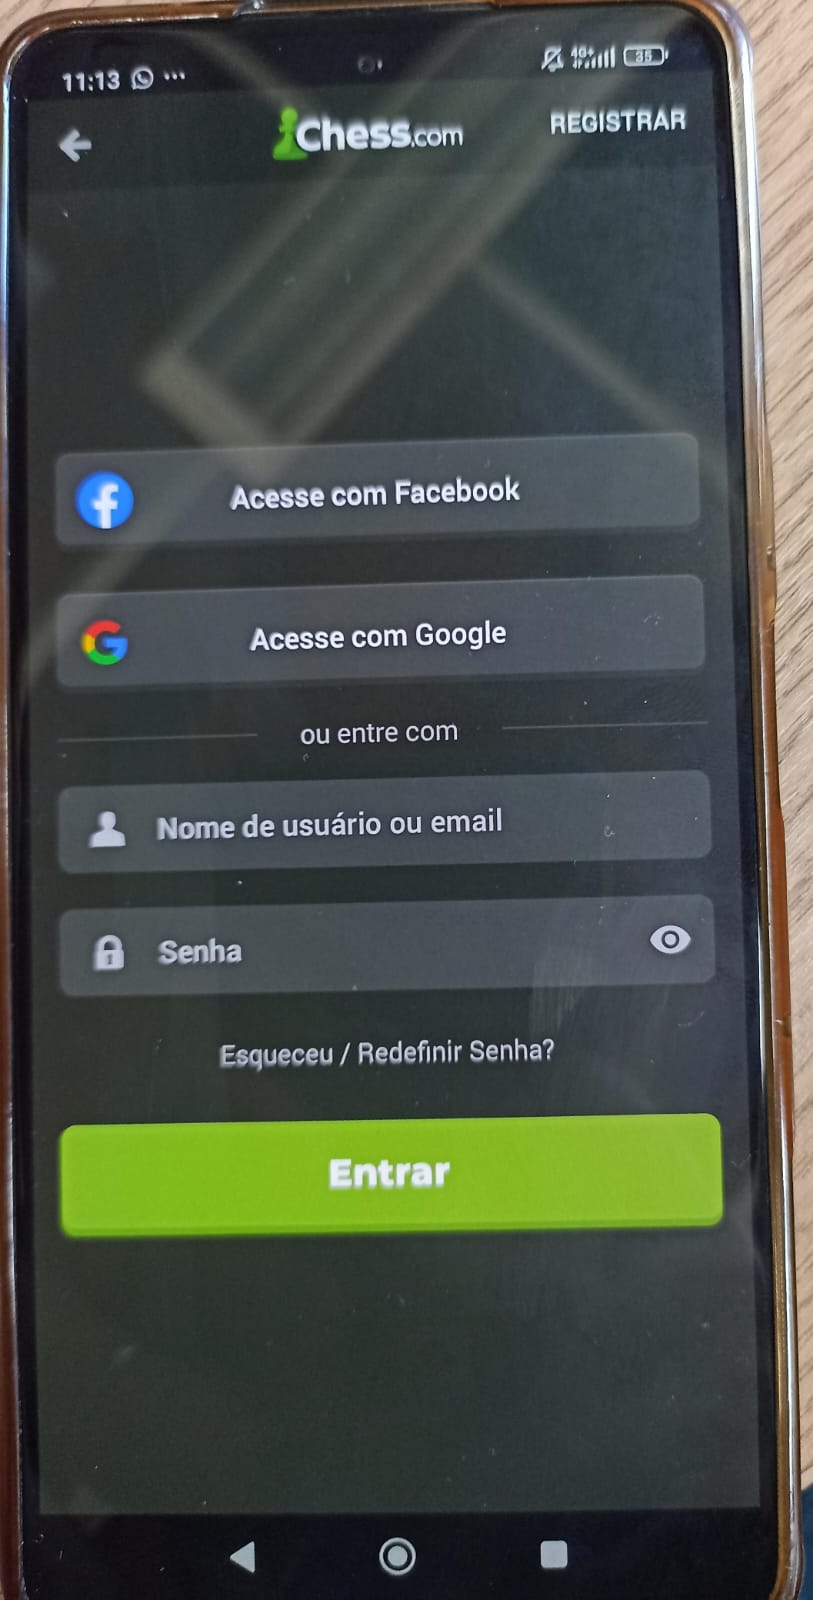 11:13 ... 4G+ 35
Chess.com REGISTRAR
Acesse com Facebook
Acesse com Google
ou entre com
Nome de usuário ou email
Senha
Esqueceu / Redefinir Senha?
Entrar